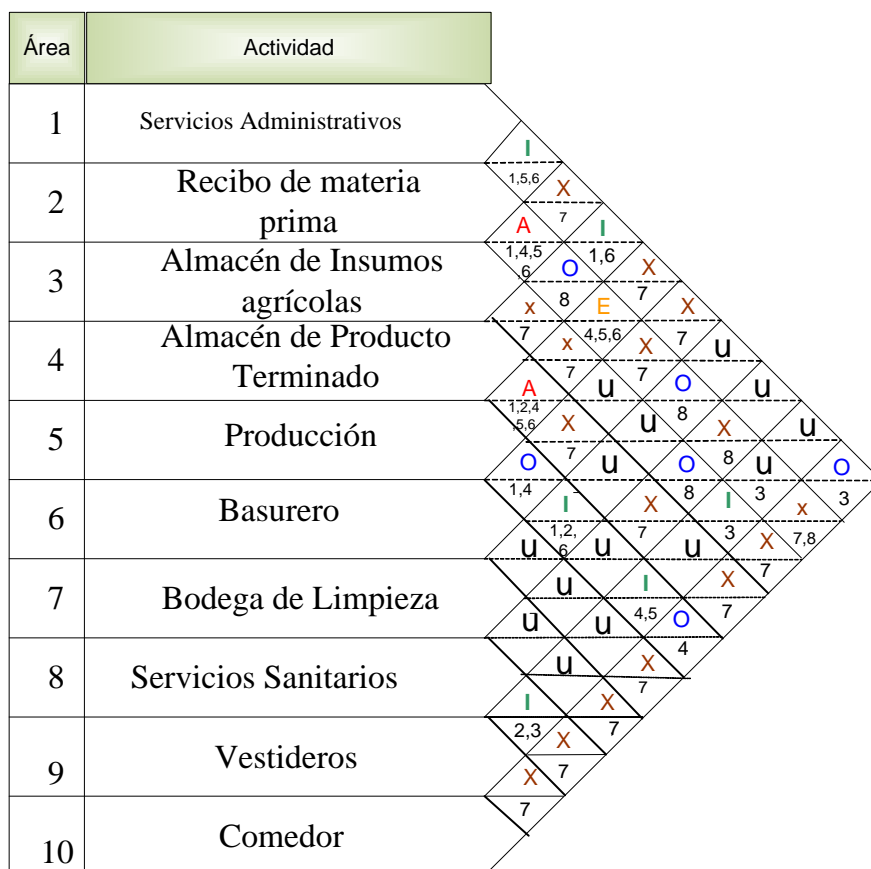 Área Actividad
1 Servicios Administrativos
I
2 Recibo de materia
prima
1,5,6 X
A 7 I
3 Almacén de Insumos
agrícolas
1,4,5 1,6
,6 O X
x 8 E 7 X
4 Almacén de Producto
Terminado
7 x 4,5,6 X 7 u
A 7 u 7 O u
5 Producción
1,2,4 8
,5,6 X u X u
O 7 u O 8 u O
6 Basurero
1,4 I X 8 I 3 x 3
1,2, 7 3
u 6 u u X 7,8
7 Bodega de Limpieza
u I X 7
u u 4,5 O 7
8 Servicios Sanitarios
u X 4
I X 7
9 Vestideros
2,3 X 7
X 7
10 Comedor
7